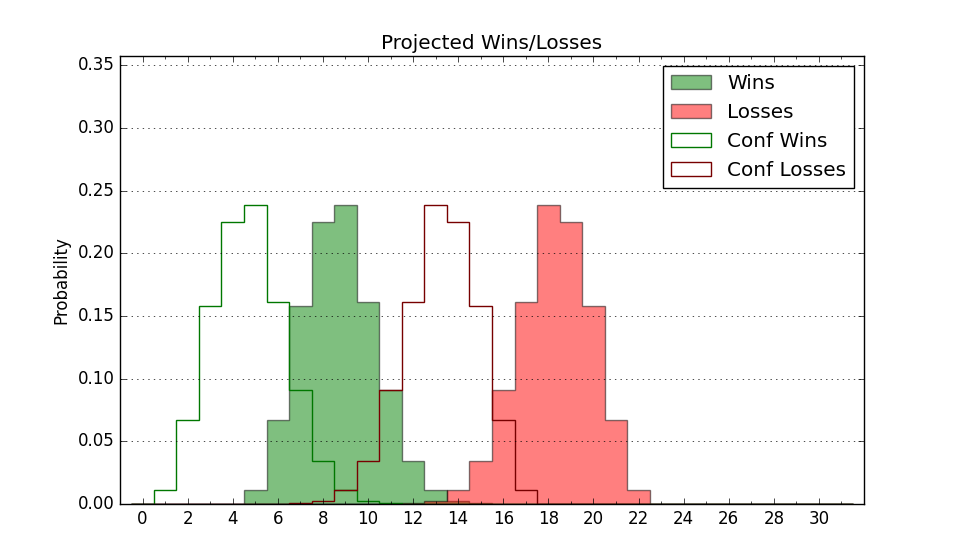 Projected Wins/Losses
0.35
0.30
0.25
0.20
0.15
0.10
0.05
0.00
Probability
Wins
Losses
Conf Wins
Conf Losses
0 2 4 6 8 10 12 14 16 18 20 22 24 26 28 30